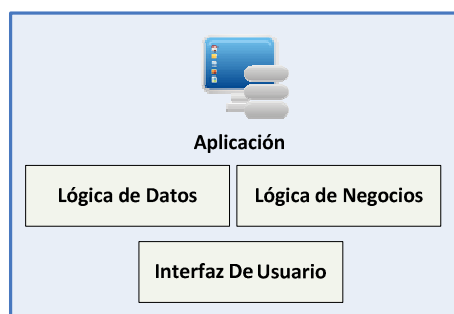 Aplicación
Lógica de Datos
Lógica de Negocios
Interfaz De Usuario